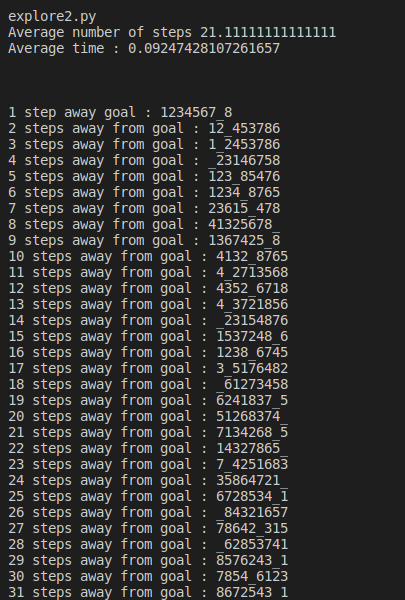 explore2.py
Average number of steps 21.11111111111111
Average time : 0.09247428107261657
1 step away goal : 1234567_8
2 steps away from goal : 12_453786
3 steps away from goal : 1_2453786
4 steps away from goal : _23146758
5 steps away from goal : 123_85476
6 steps away from goal : 1234_8765
7 steps away from goal : 23615_478
8 steps away from goal : 41325678_
9 steps away from goal : 1367425_8
10 steps away from goal : 4132_8765
11 steps away from goal : 4_2713568
12 steps away from goal : 4352_6718
13 steps away from goal : 4_3721856
14 steps away from goal : _23154876
15 steps away from goal : 1537248_6
16 steps away from goal : 1238_6745
17 steps away from goal : 3_5176482
18 steps away from goal : _61273458
19 steps away from goal : 6241837_5
20 steps away from goal : 51268374_
21 steps away from goal : 7134268_5
22 steps away from goal : 14327865_
23 steps away from goal : 7_4251683
24 steps away from goal : 35864721_
25 steps away from goal : 6728534_1
26 steps away from goal : _84321657
27 steps away from goal : 78642_315
28 steps away from goal : _62853741
29 steps away from goal : 8576243_1
30 steps away from goal : 7854_6123
31 steps away from goal : 8672543_1